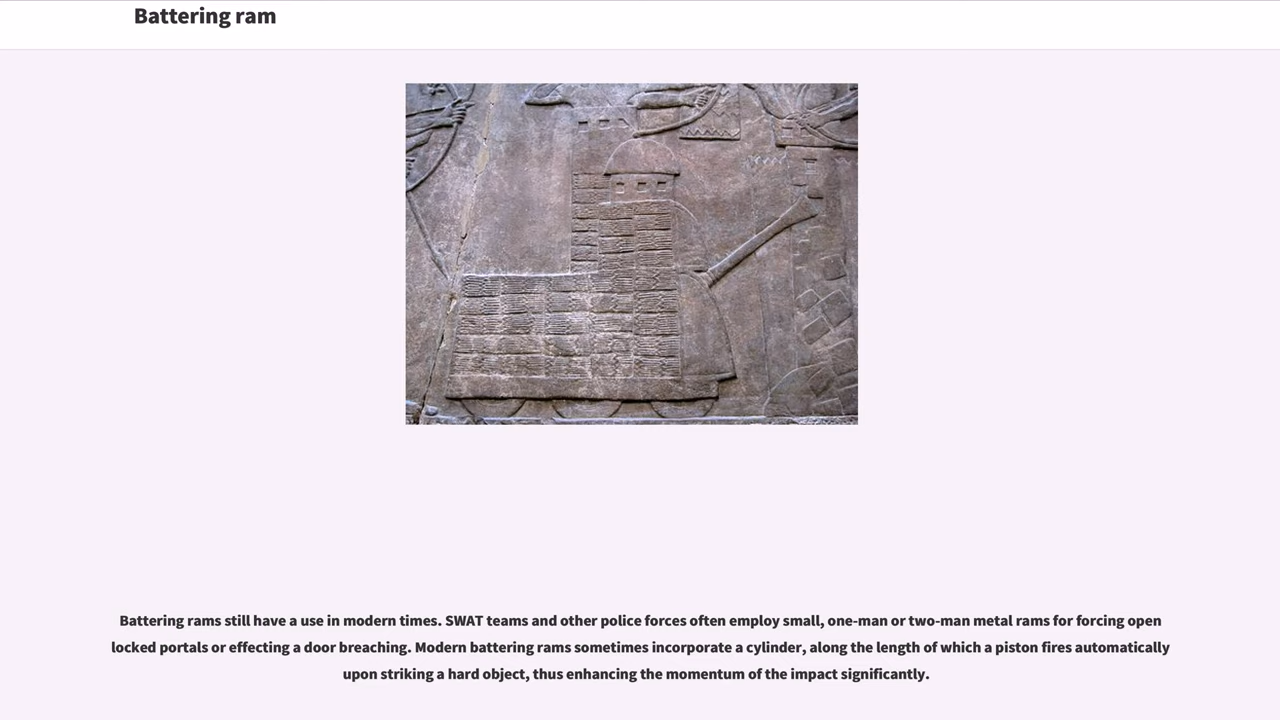 Battering ram
Battering rams still have a use in modern times. SWAT teams and other police forces often employ small, one-man or two-man metal rams for forcing open
locked portals or effecting a door breaching. Modern battering rams sometimes incorporate a cylinder, along the length of which a piston fires automatically
upon striking a hard object, thus enhancing the momentum of the impact significantly.